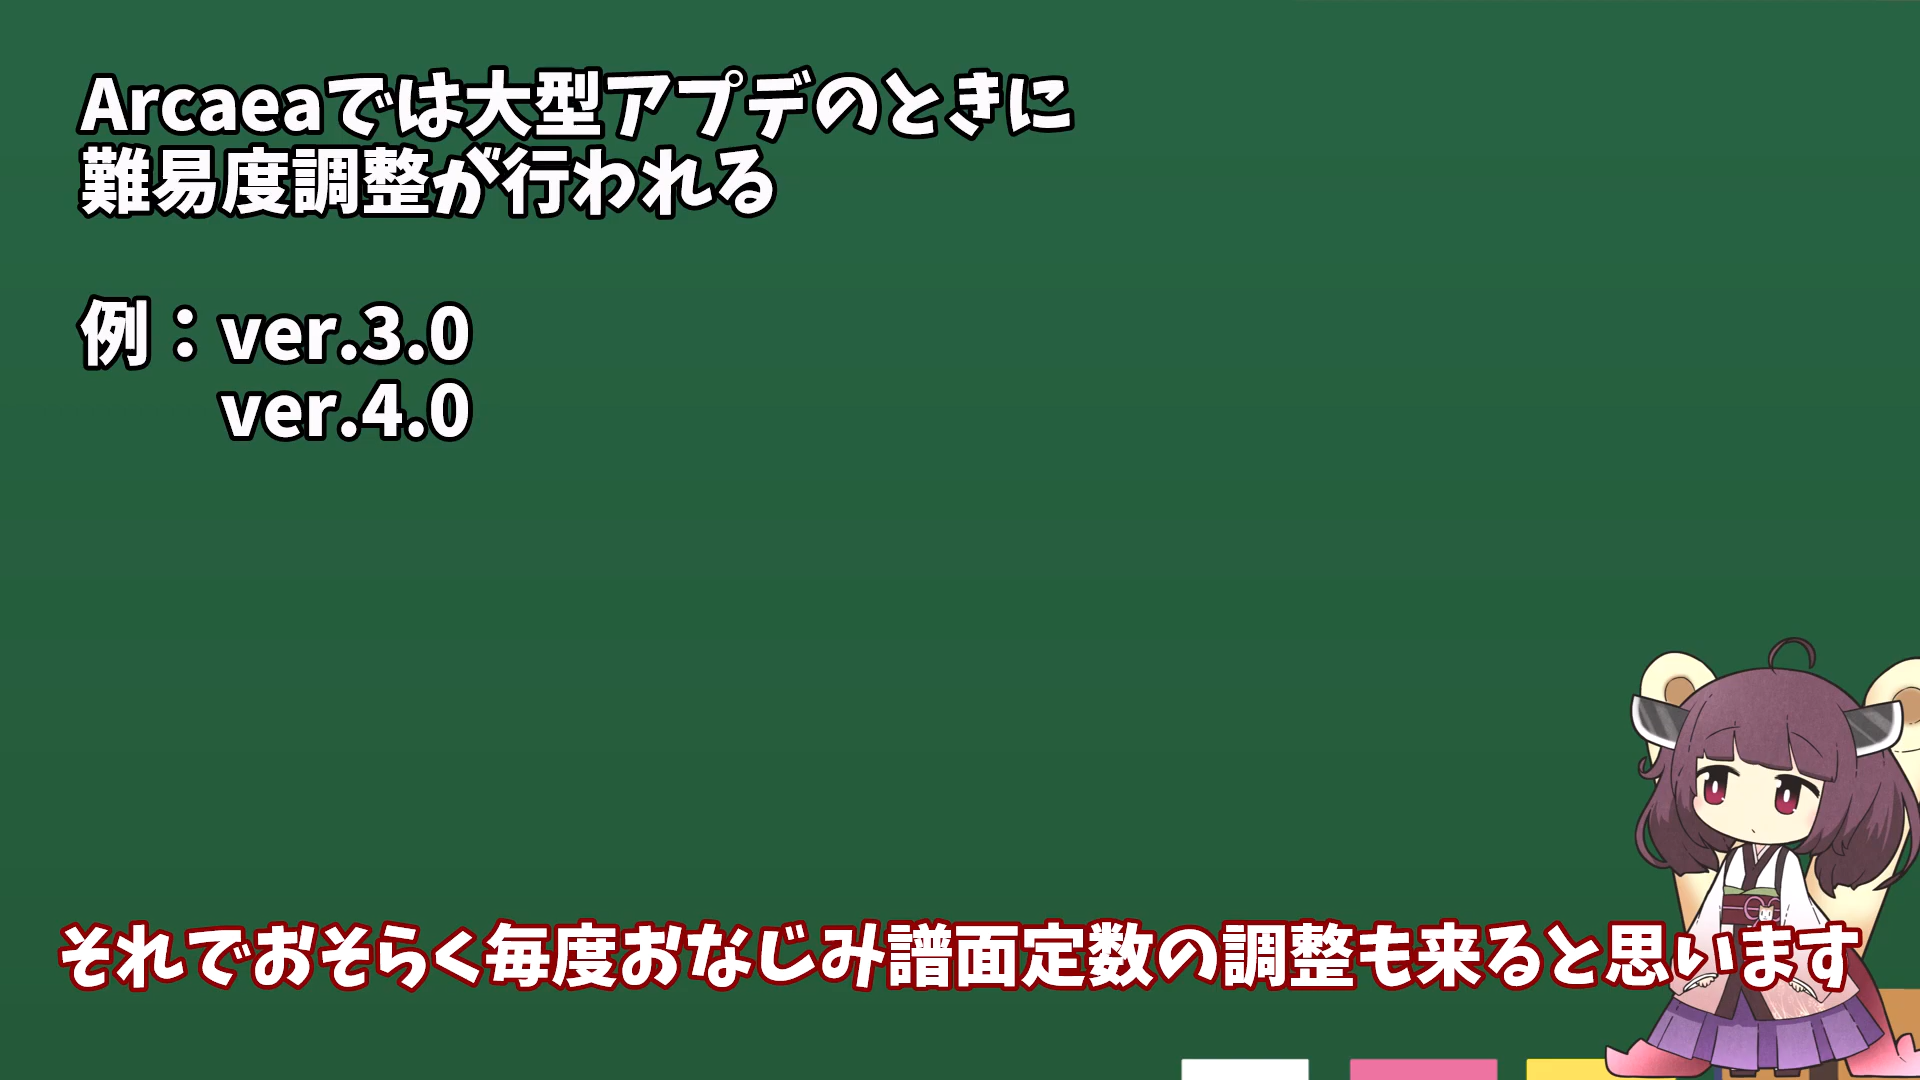 Arcaeaでは大型アプデのときに
難易度調整が行われる
例：ver.3.0
ver.4.0
それでおそらく毎度おなじみ譜面定数の調整も来ると思います